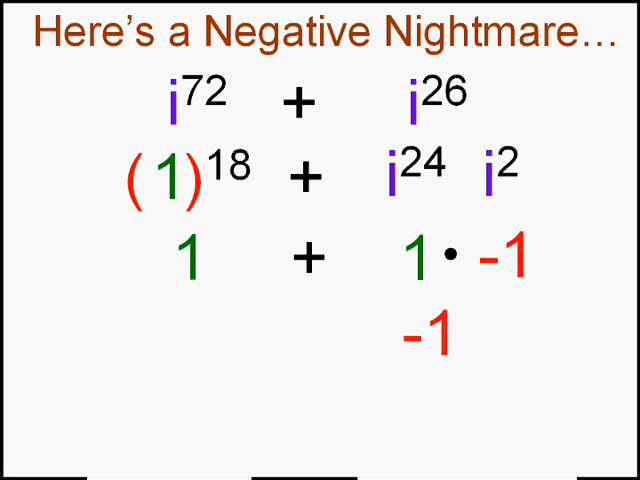 Here's a Negative Nightmare...
i⁷² + i²⁶
(1)¹⁸ + i²⁴ i²
1 + 1 • -1
-1